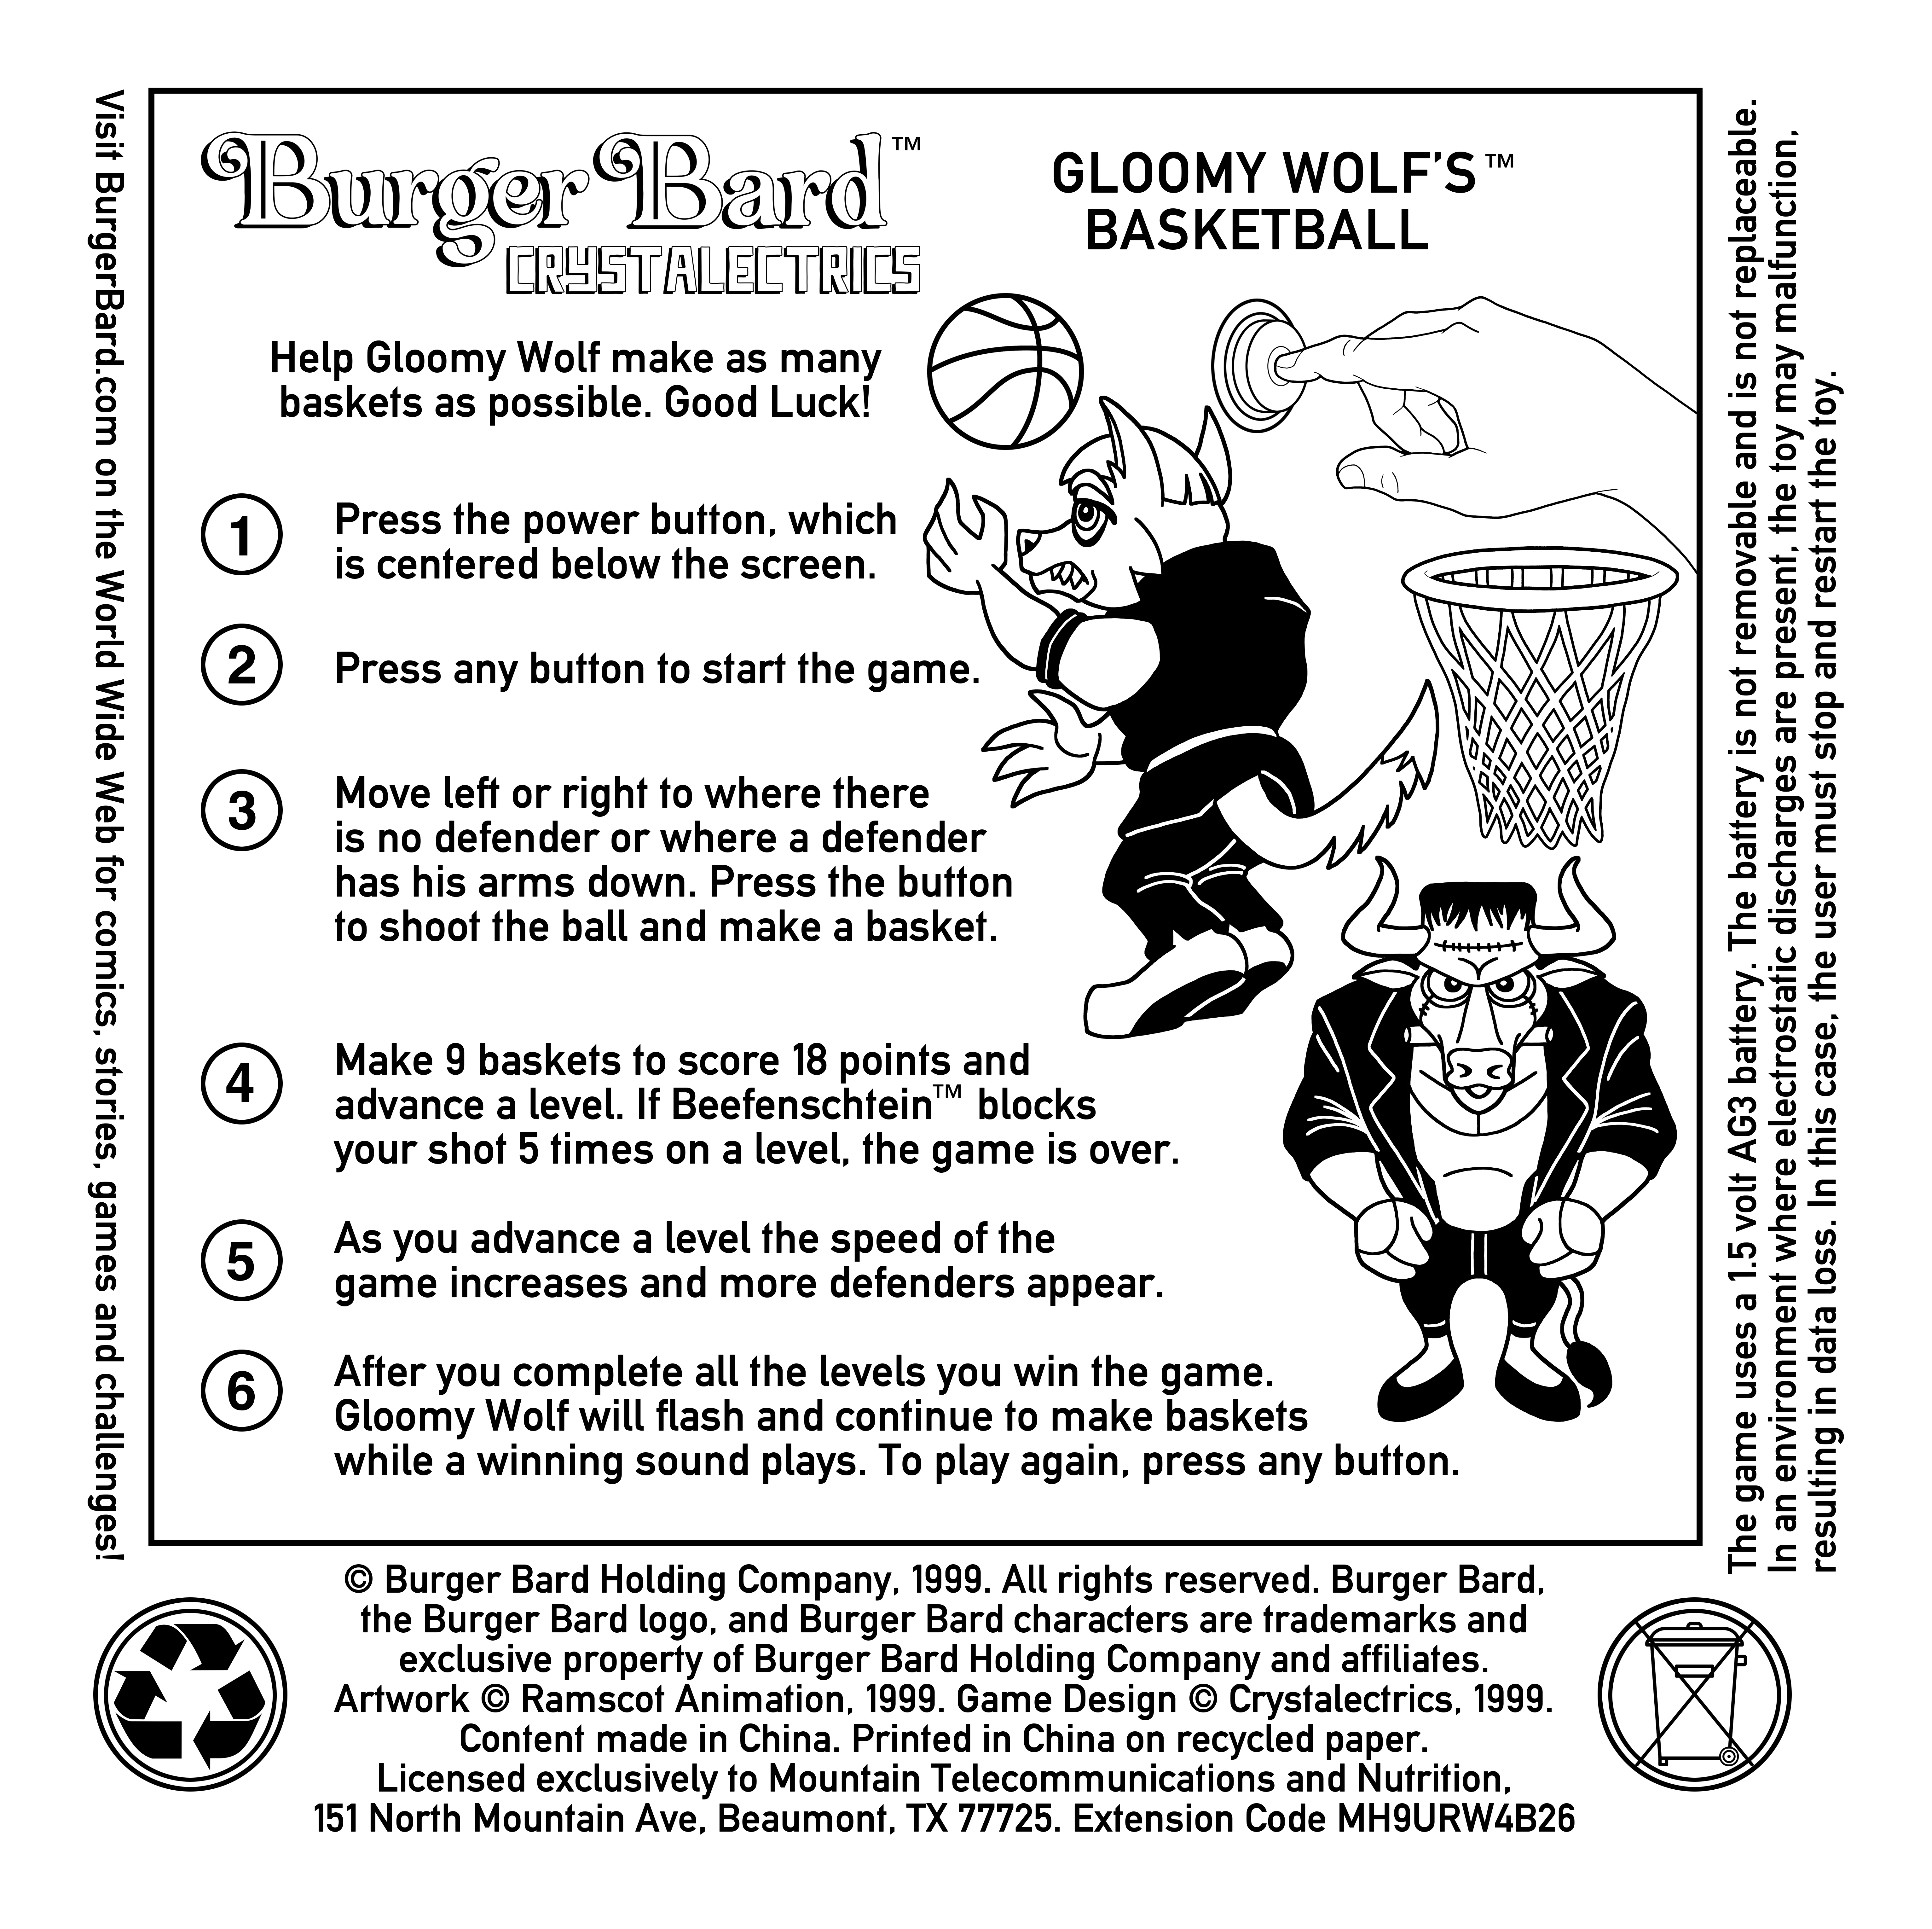 Burger Bard™
CRYSTALECTRICS
GLOOMY WOLF'S™
BASKETBALL
Help Gloomy Wolf make as many
baskets as possible. Good Luck!
1
Press the power button, which
is centered below the screen.
2
Press any button to start the game.
3
Move left or right to where there
is no defender or where a defender
has his arms down. Press the button
to shoot the ball and make a basket.
4
Make 9 baskets to score 18 points and
advance a level. If Beefenschtein™ blocks
your shot 5 times on a level, the game is over.
5
As you advance a level the speed of the
game increases and more defenders appear.
6
After you complete all the levels you win the game.
Gloomy Wolf will flash and continue to make baskets
while a winning sound plays. To play again, press any button.
Visit BurgerBard.com on the World Wide Web for comics, stories, games and challenges!
The game uses a 1.5 volt AG3 battery. The battery is not removable and is not replaceable.
In an environment where electrostatic discharges are present, the toy may malfunction,
resulting in data loss. In this case, the user must stop and restart the toy.
© Burger Bard Holding Company, 1999. All rights reserved. Burger Bard,
the Burger Bard logo, and Burger Bard characters are trademarks and
exclusive property of Burger Bard Holding Company and affiliates.
Artwork © Ramscot Animation, 1999. Game Design © Crystalectrics, 1999.
Content made in China. Printed in China on recycled paper.
Licensed exclusively to Mountain Telecommunications and Nutrition,
151 North Mountain Ave, Beaumont, TX 77725. Extension Code MH9URW4B26